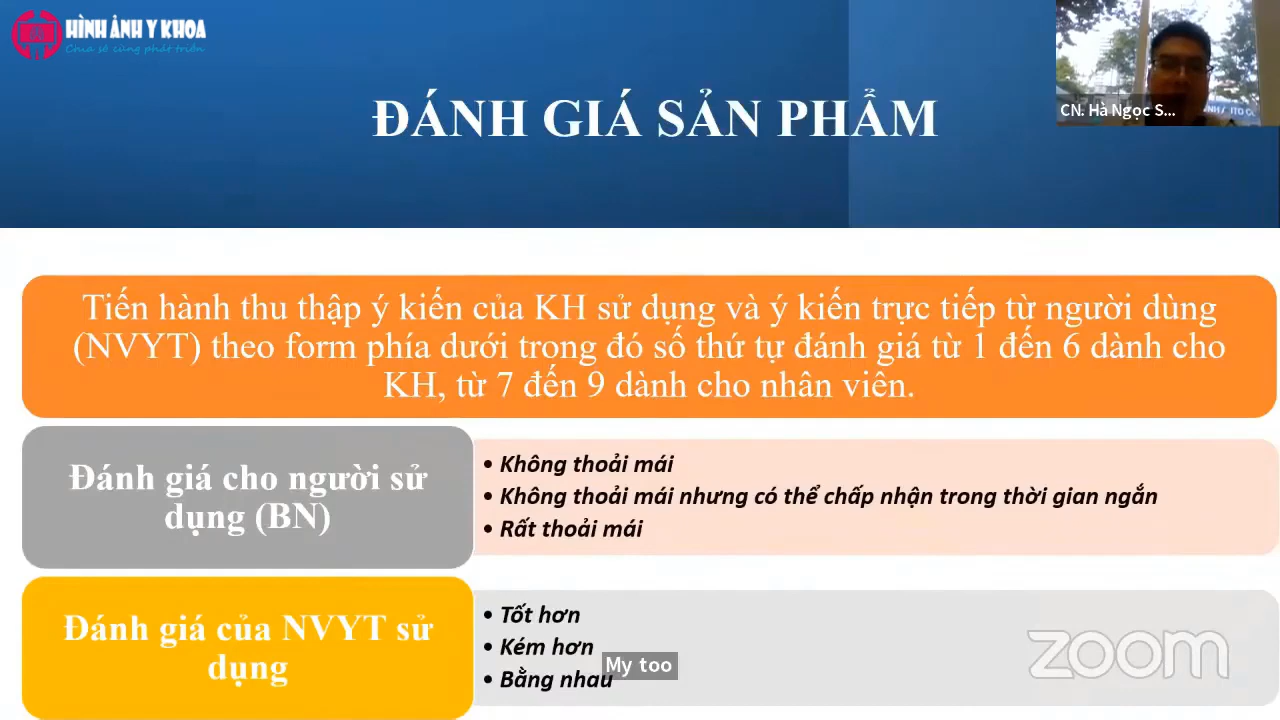 HÌNH ẢNH Y KHOA
Chia sẻ cùng phát triển
ĐÁNH GIÁ SẢN PHẨM
CN. Hà Ngọc S...
Tiến hành thu thập ý kiến của KH sử dụng và ý kiến trực tiếp từ người dùng
(NVYT) theo form phía dưới trong đó số thứ tự đánh giá từ 1 đến 6 dành cho
KH, từ 7 đến 9 dành cho nhân viên.
Đánh giá cho người sử
dụng (BN)
• Không thoải mái
• Không thoải mái nhưng có thể chấp nhận trong thời gian ngắn
• Rất thoải mái
Đánh giá của NVYT sử
dụng
• Tốt hơn
• Kém hơn
• Bằng nhau
My too
zoom